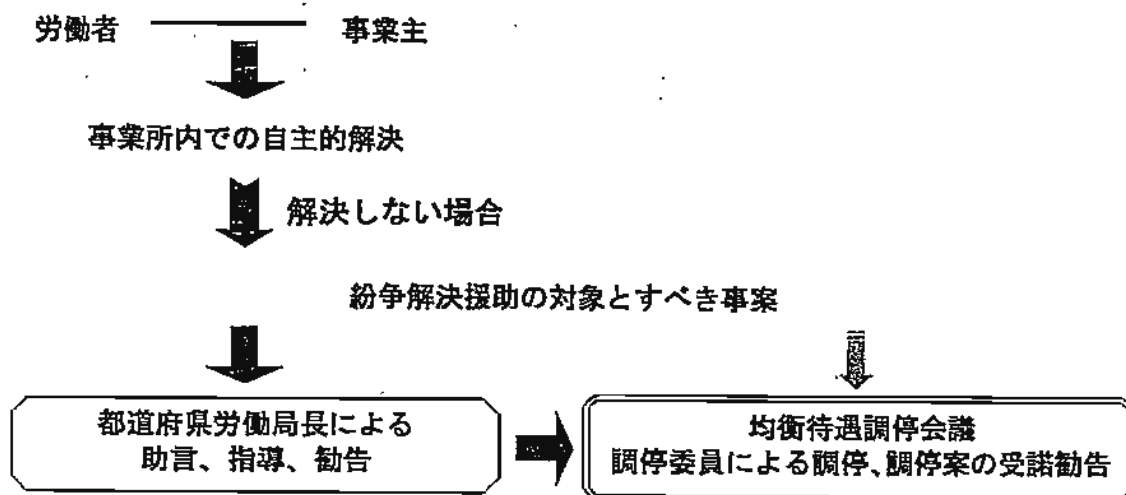 労働者 事業主
事業所内での自主的解決
解決しない場合
紛争解決援助の対象とすべき事案
都道府県労働局長による
助言、指導、勧告
均衡待遇調停会議
調停委員による調停、調停案の受諾勧告